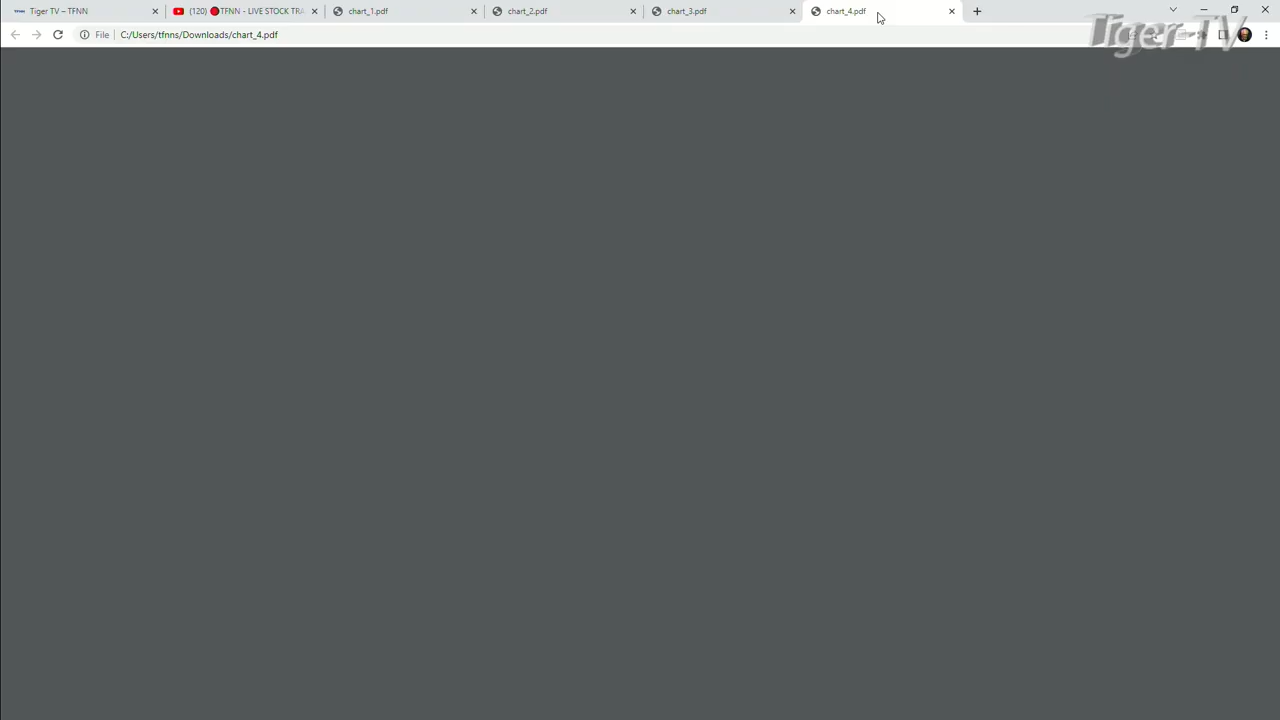 TFNN Tiger TV – TFNN (120) TFNN - LIVE STOCK TRA chart_1.pdf chart_2.pdf chart_3.pdf chart_4.pdf
File C:/Users/tfnns/Downloads/chart_4.pdf
Tiger-TV